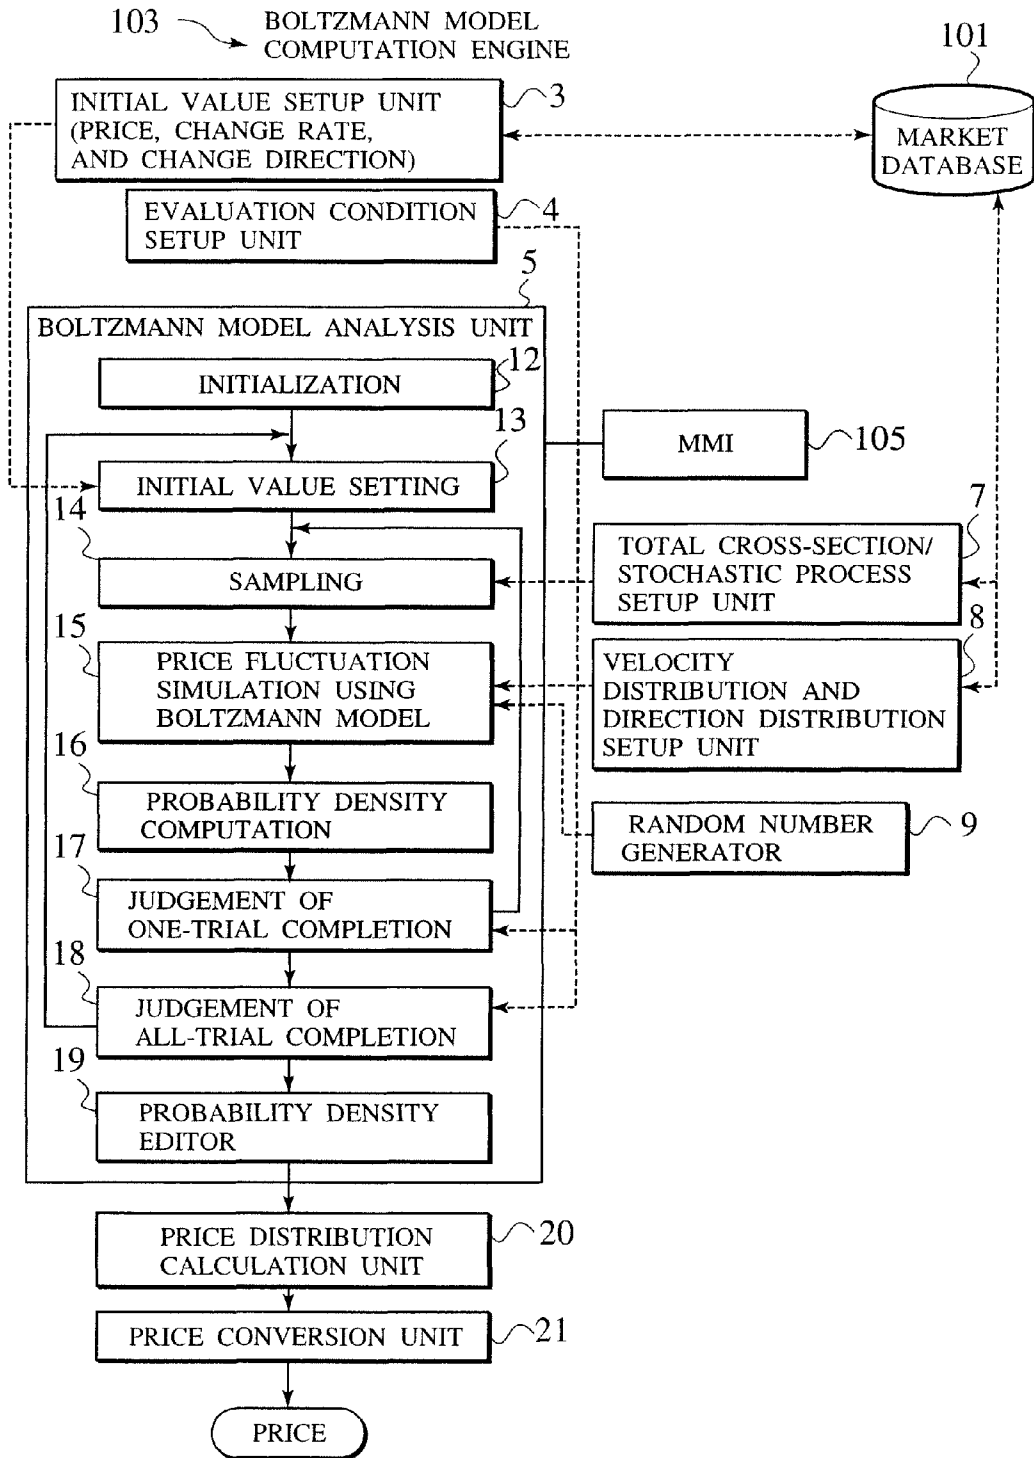 103
BOLTZMANN MODEL
COMPUTATION ENGINE
101
MARKET
DATABASE
INITIAL VALUE SETUP UNIT
(PRICE, CHANGE RATE,
AND CHANGE DIRECTION)
3
EVALUATION CONDITION
SETUP UNIT
4
5
BOLTZMANN MODEL ANALYSIS UNIT
INITIALIZATION
12
13
INITIAL VALUE SETTING
MMI
105
14
SAMPLING
7
TOTAL CROSS-SECTION/
STOCHASTIC PROCESS
SETUP UNIT
15
PRICE FLUCTUATION
SIMULATION USING
BOLTZMANN MODEL
8
VELOCITY
DISTRIBUTION AND
DIRECTION DISTRIBUTION
SETUP UNIT
16
PROBABILITY DENSITY
COMPUTATION
RANDOM NUMBER
GENERATOR
9
17
JUDGEMENT OF
ONE-TRIAL COMPLETION
18
JUDGEMENT OF
ALL-TRIAL COMPLETION
19
PROBABILITY DENSITY
EDITOR
PRICE DISTRIBUTION
CALCULATION UNIT
20
PRICE CONVERSION UNIT
21
PRICE